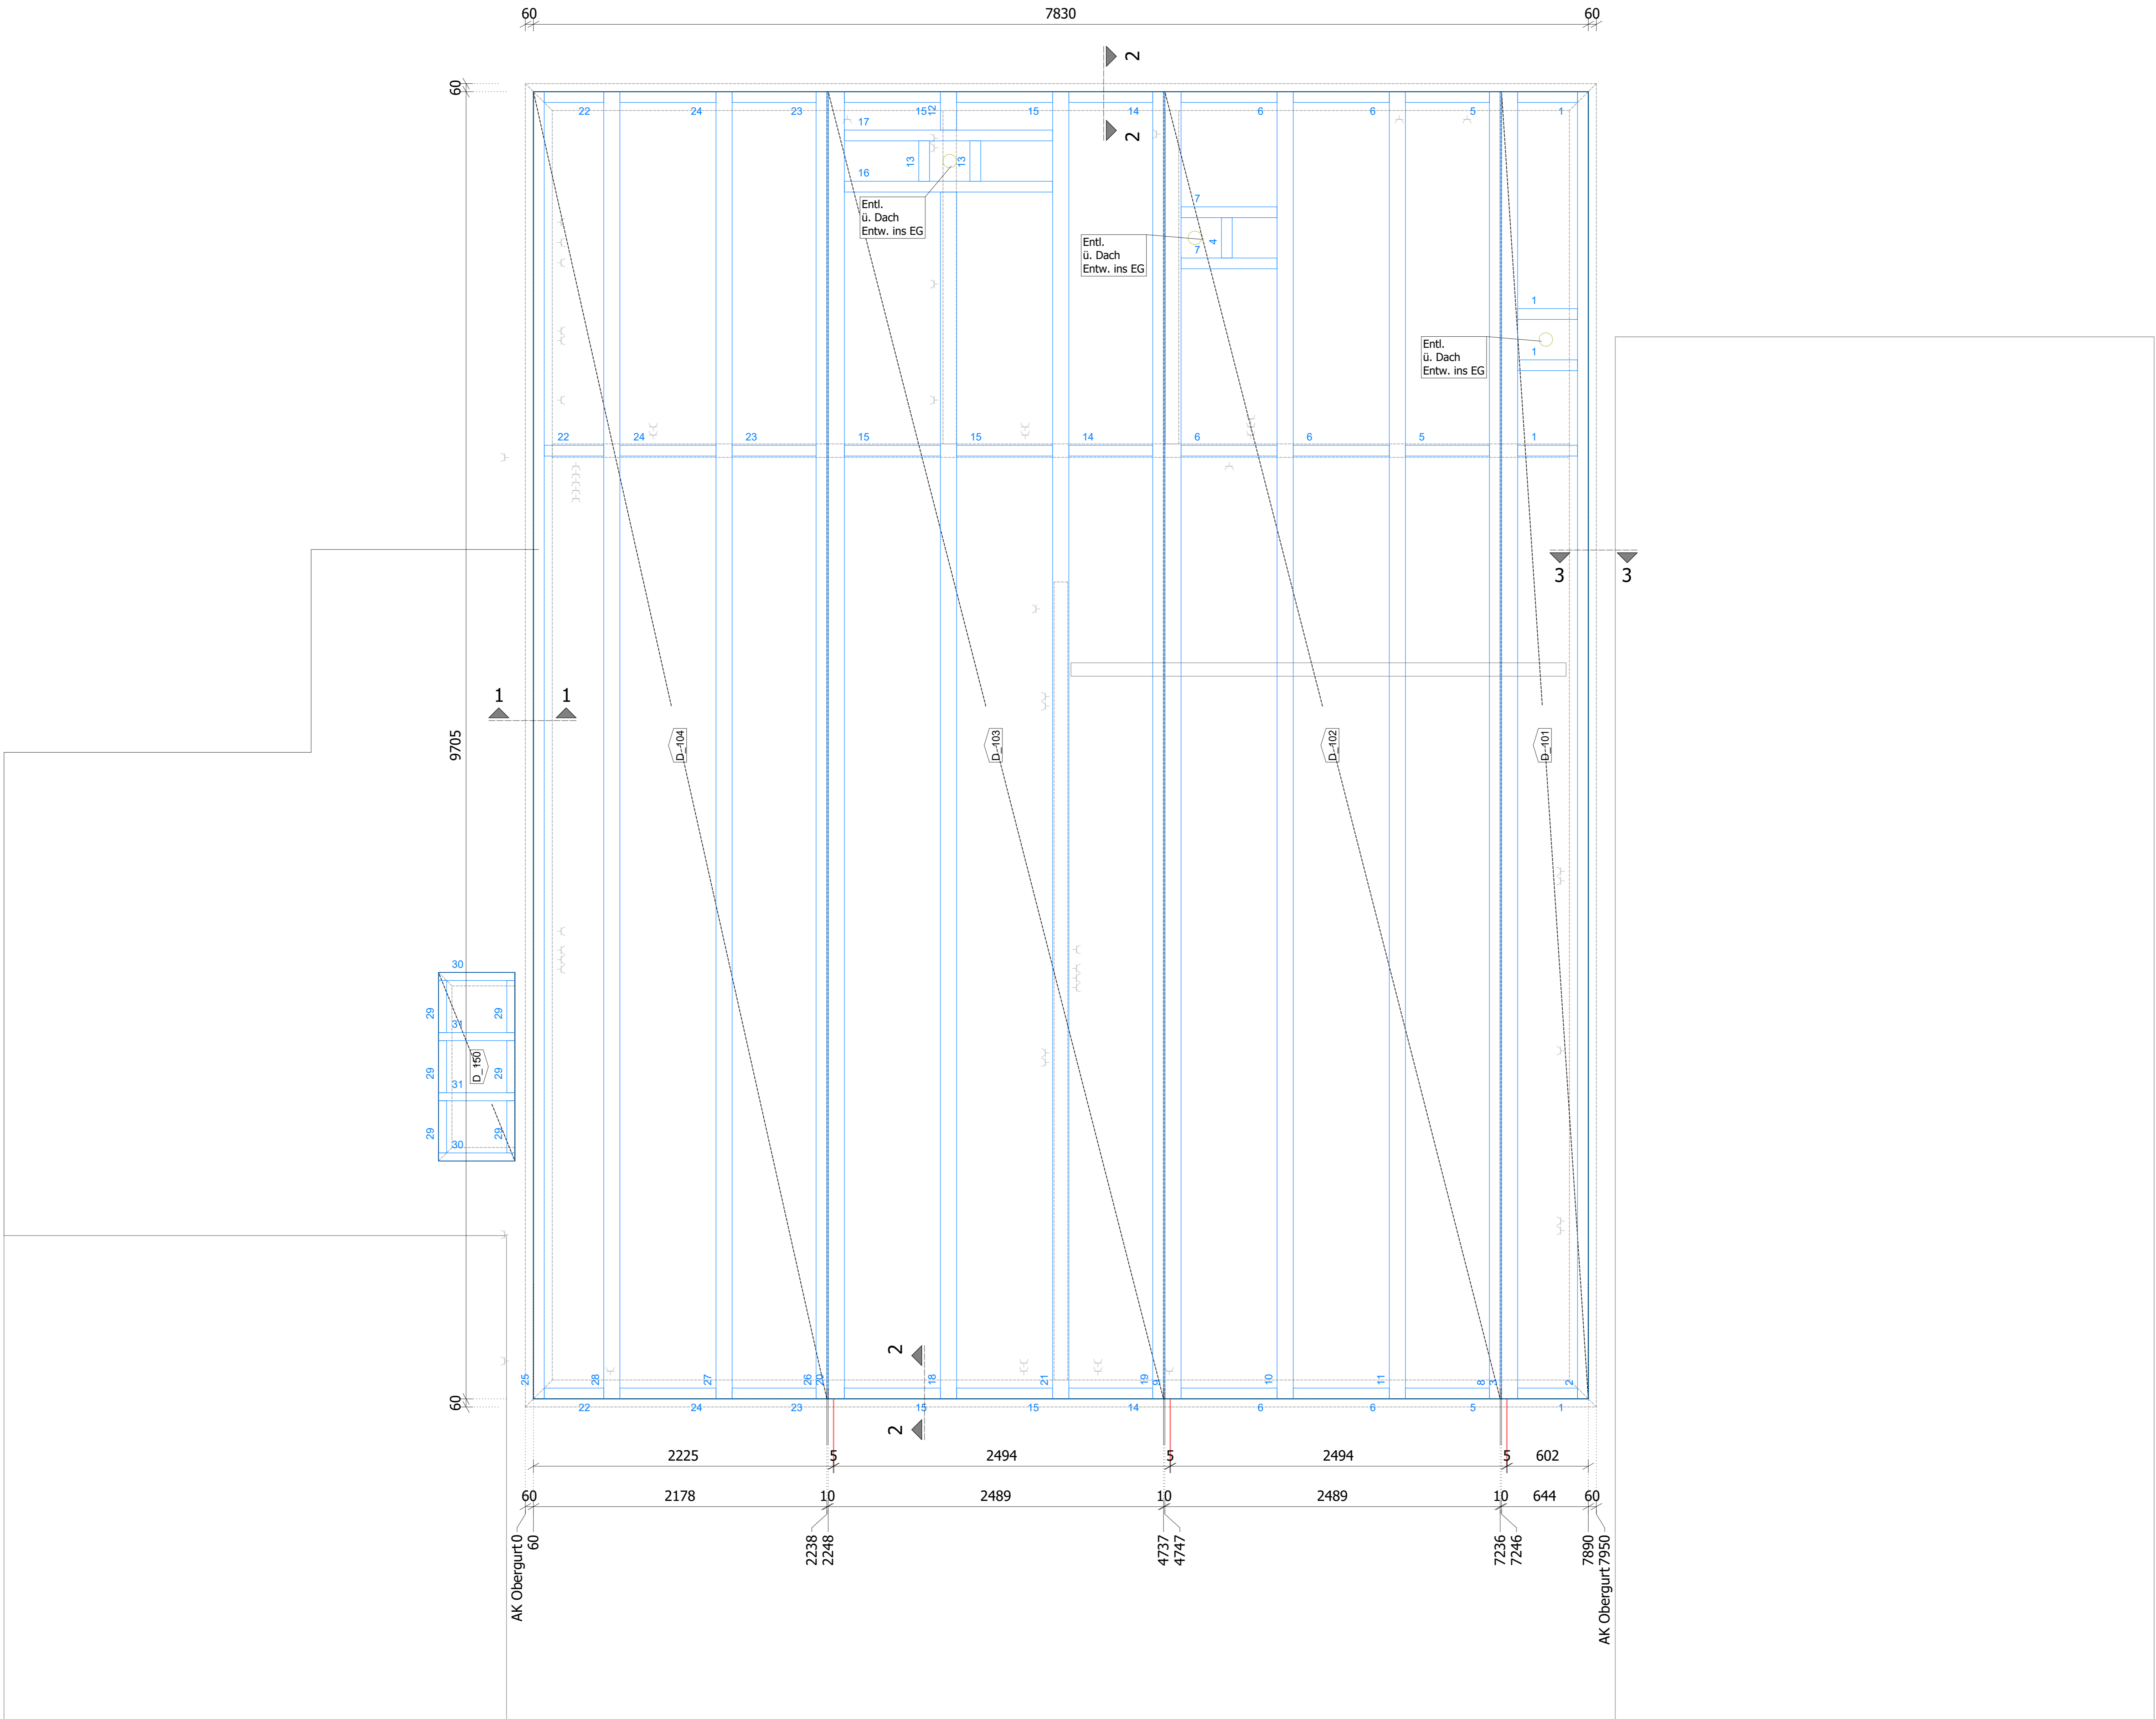 60 7830 60
60
2
2
22 24 23 15 12 15 14 6 6 5 1
17
13 13
16
Entl.
ü. Dach
Entw. ins EG
7
4
7
Entl.
ü. Dach
Entw. ins EG
1
1
Entl.
ü. Dach
Entw. ins EG
22 24 23 15 15 14 6 6 5 1
3 3
1 1
9705
D_104 D_103 D_102 D_101
30
29 29
31
D_150
29 29
31
29 29
30
2
25 28 27 26 20 18 21 19 9 10 11 8 3 2
60
22 24 23 15 15 14 6 6 5 1
2
2225 5 2494 5 2494 5 602
60 2178 10 2489 10 2489 10 644 60
AK Obergurt 0
60
2238
2248
4737
4747
7236
7246
7890
AK Obergurt 7950